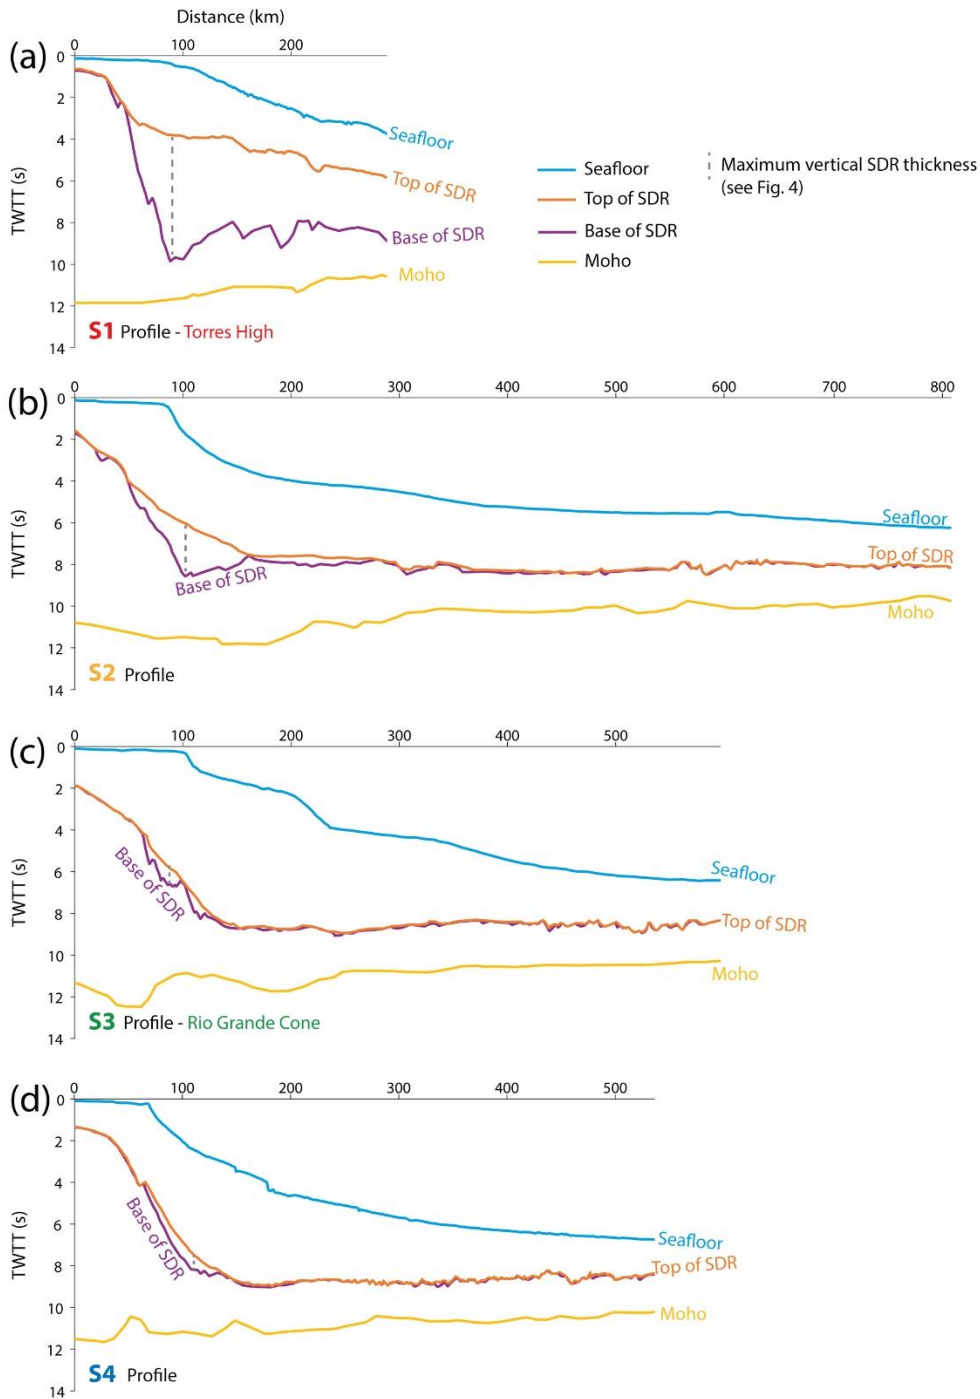 Distance (km)
(a)
0 100 200
0
2
4
6
8
10
12
14
TWTT (s)
Seafloor
Top of SDR
Base of SDR
Moho
S1 Profile - Torres High
Seafloor
Top of SDR
Base of SDR
Moho
Maximum vertical SDR thickness
(see Fig. 4)
(b)
0 100 200 300 400 500 600 700 800
0
2
4
6
8
10
12
14
TWTT (s)
Seafloor
Top of SDR
Base of SDR
Moho
S2 Profile
(c)
0 100 200 300 400 500
0
2
4
6
8
10
12
14
TWTT (s)
Base of SDR
Seafloor
Top of SDR
Moho
S3 Profile - Rio Grande Cone
(d)
0 100 200 300 400 500
0
2
4
6
8
10
12
14
TWTT (s)
Base of SDR
Seafloor
Top of SDR
Moho
S4 Profile